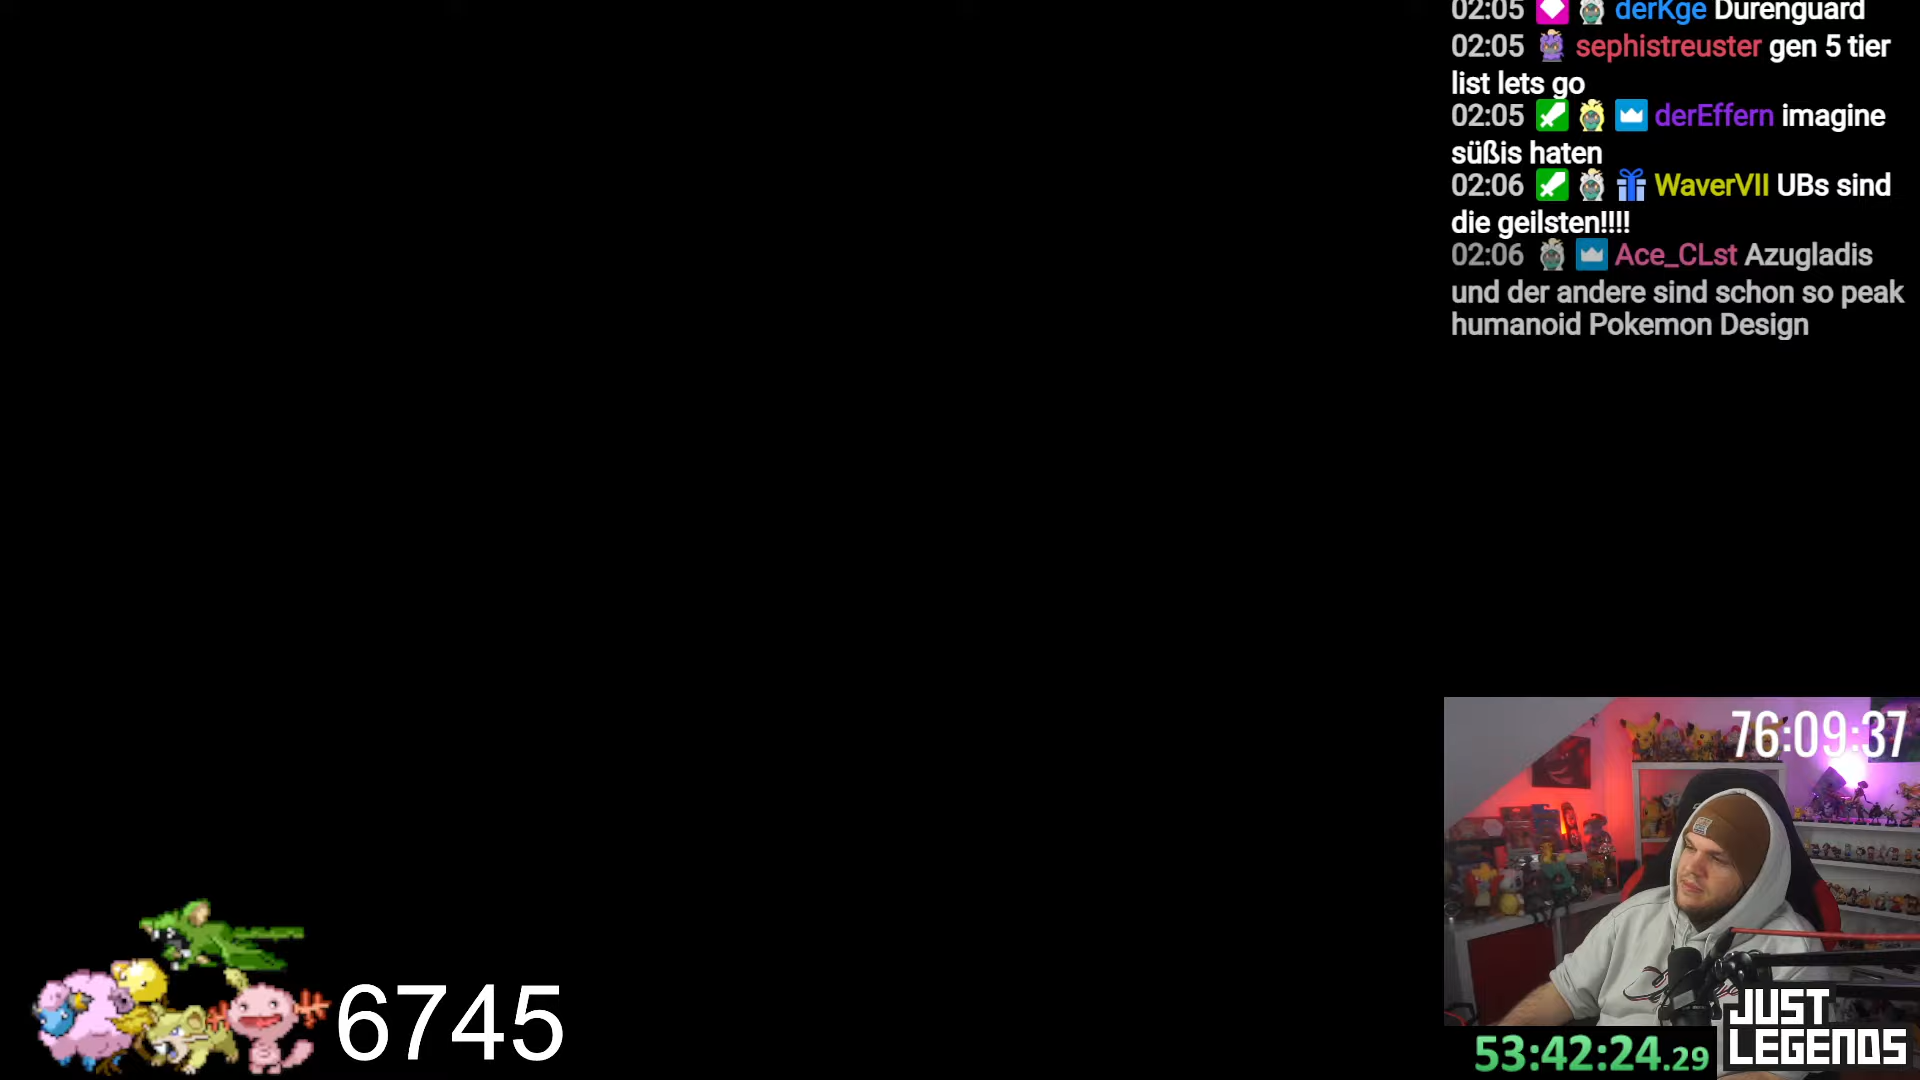 02:05 derKge Durenguard
02:05 sephistreuster gen 5 tier
list lets go
02:05 derEffern imagine
süßis haten
02:06 WaverVII UBs sind
die geilsten!!!!
02:06 Ace_CLst Azugladis
und der andere sind schon so peak
humanoid Pokemon Design
76:09:37
6745
53:42:24.29
JUST
LEGENDS